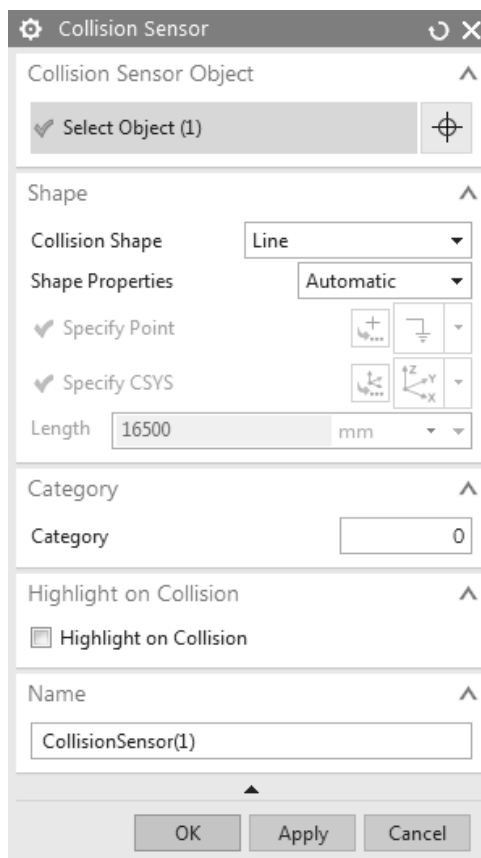 Collision Sensor
Collision Sensor Object
Select Object (1)
Shape
Collision Shape Line
Shape Properties Automatic
Specify Point
Specify CSYS
Z Y X
Length 16500 mm
Category
Category 0
Highlight on Collision
Highlight on Collision
Name
CollisionSensor(1)
OK Apply Cancel